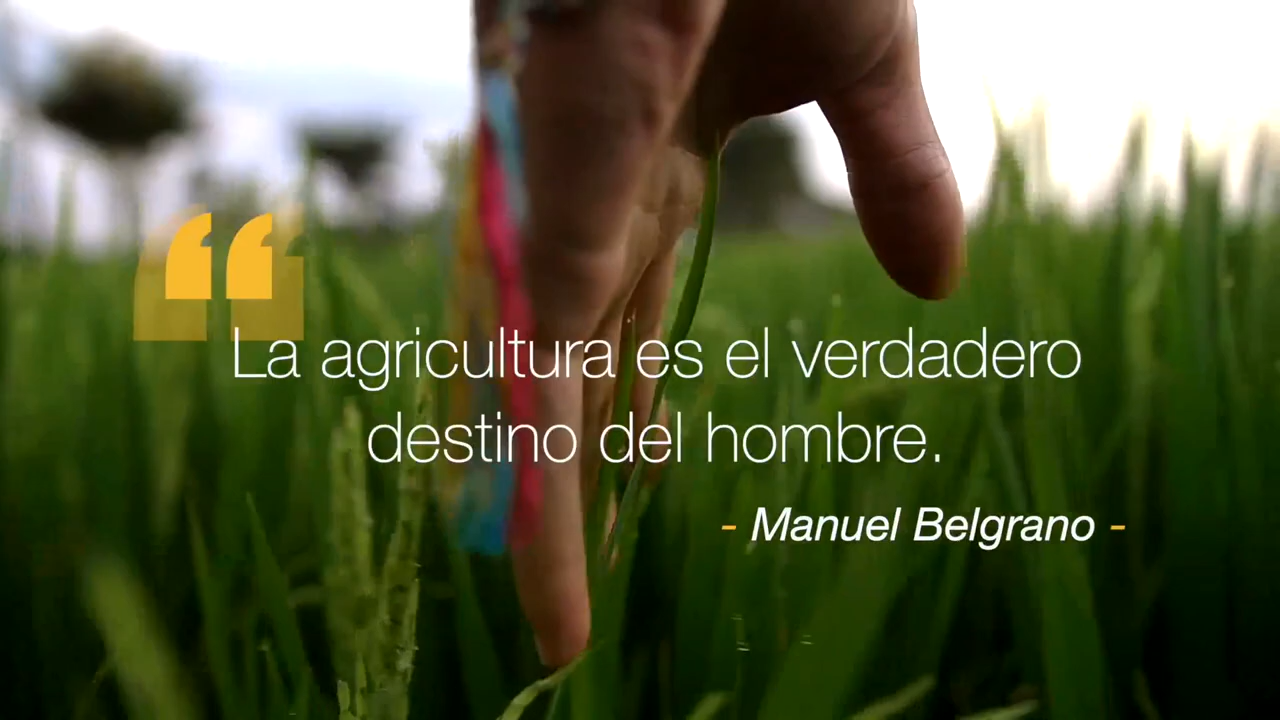 “
La agricultura es el verdadero
destino del hombre.
- Manuel Belgrano -